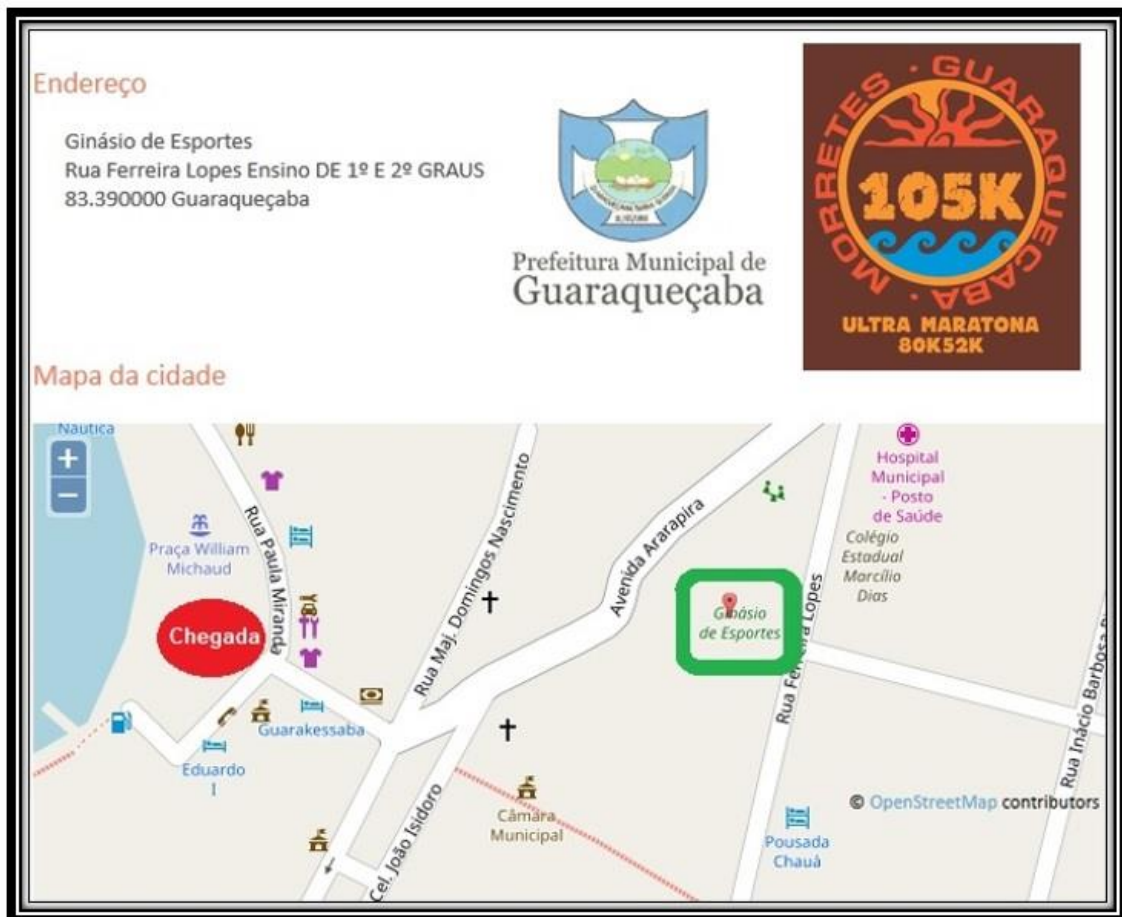 Endereço
Ginásio de Esportes
Rua Ferreira Lopes Ensino DE 1º E 2º GRAUS
83.390000 Guaraqueçaba
Prefeitura Municipal de
Guaraqueçaba
MORRETES · GUARAQUEÇABA ·
105K
ULTRA MARATONA
80K52K
Mapa da cidade
Nautica
+
−
Praça William
Michaud
Rua Paula Miranda
Chegada
Guarakessaba
Eduardo
I
Rua Maj. Domingos Nascimento
Avenida Ararapira
Cel. João Isidoro
Câmara
Municipal
Ginásio
de Esportes
Rua Ferreira Lopes
Hospital
Municipal
- Posto
de Saúde
Colégio
Estadual
Marcílio
Dias
Rua Inácio Barbosa
Pousada
Chauá
© OpenStreetMap contributors